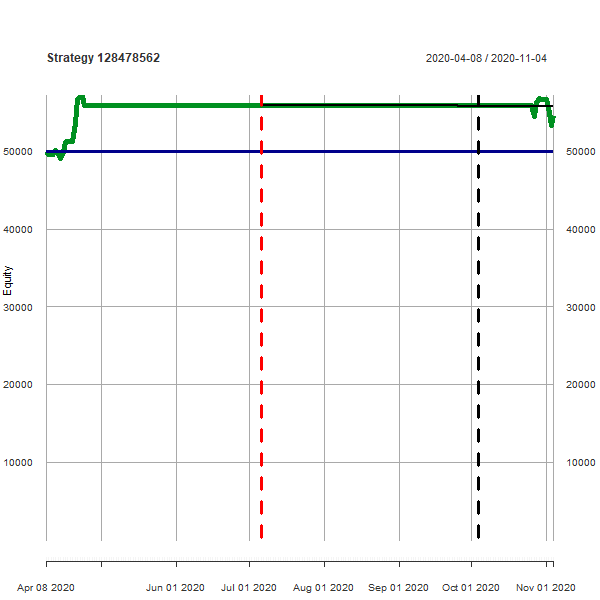 Strategy 128478562
2020-04-08 / 2020-11-04
50000 50000
40000 40000
Equity
30000 30000
20000 20000
10000 10000
Apr 08 2020 Jun 01 2020 Jul 01 2020 Aug 01 2020 Sep 01 2020 Oct 01 2020 Nov 01 2020